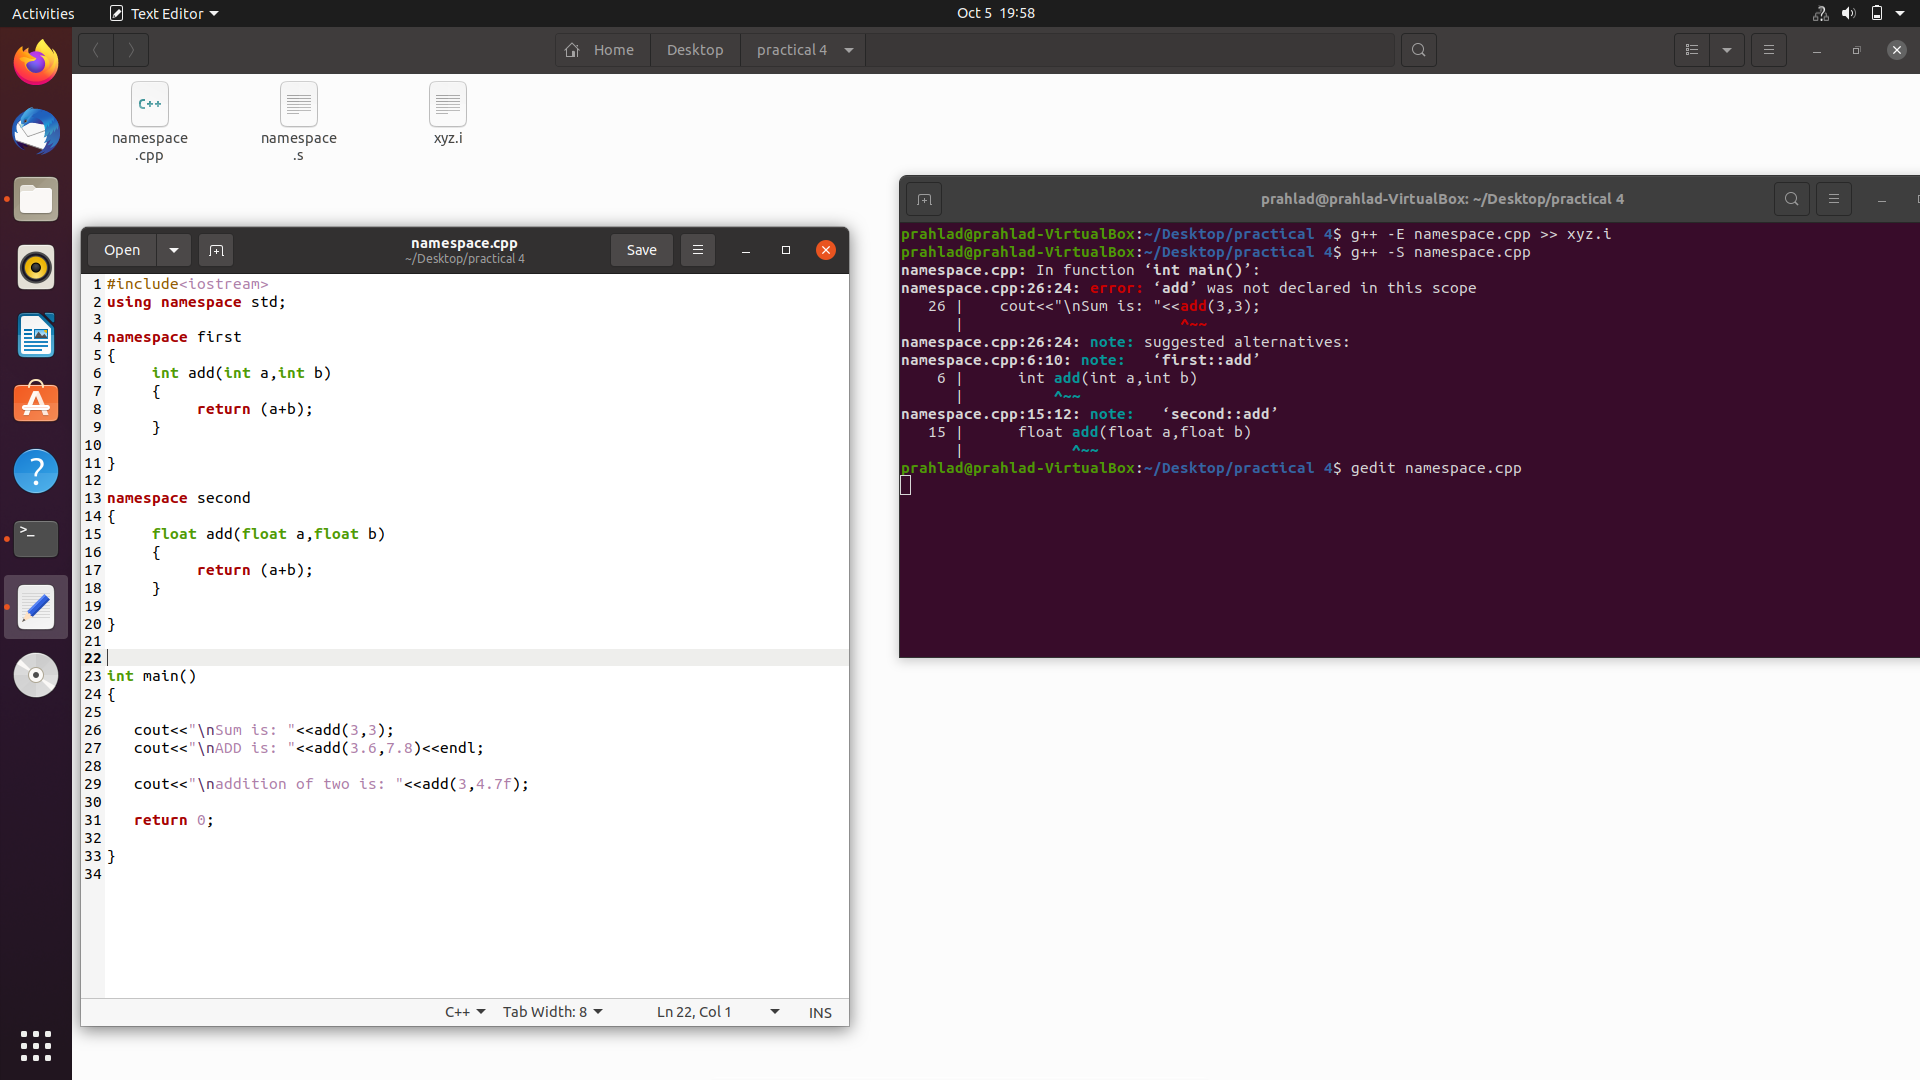 Activities
Text Editor
Oct 5 19:58
Home
Desktop
practical 4
C++
namespace
.cpp
namespace
.s
xyz.i
Open
namespace.cpp
~/Desktop/practical 4
Save
1 #include<iostream>
2 using namespace std;
3
4 namespace first
5 {
6      int add(int a,int b)
7      {
8           return (a+b);
9      }
10
11 }
12
13 namespace second
14 {
15      float add(float a,float b)
16      {
17           return (a+b);
18      }
19
20 }
21
22
23 int main()
24 {
25
26    cout<<"\nSum is: "<<add(3,3);
27    cout<<"\nADD is: "<<add(3.6,7.8)<<endl;
28
29    cout<<"\naddition of two is: "<<add(3,4.7f);
30
31    return 0;
32
33 }
34
C++
Tab Width: 8
Ln 22, Col 1
INS
prahlad@prahlad-VirtualBox: ~/Desktop/practical 4
prahlad@prahlad-VirtualBox:~/Desktop/practical 4$ g++ -E namespace.cpp >> xyz.i
prahlad@prahlad-VirtualBox:~/Desktop/practical 4$ g++ -S namespace.cpp
namespace.cpp: In function ‘int main()’:
namespace.cpp:26:24: error: ‘add’ was not declared in this scope
   26 |    cout<<"\nSum is: "<<add(3,3);
      |                        ^~~
namespace.cpp:26:24: note: suggested alternatives:
namespace.cpp:6:10: note:   ‘first::add’
    6 |      int add(int a,int b)
      |          ^~~
namespace.cpp:15:12: note:   ‘second::add’
   15 |      float add(float a,float b)
      |            ^~~
prahlad@prahlad-VirtualBox:~/Desktop/practical 4$ gedit namespace.cpp